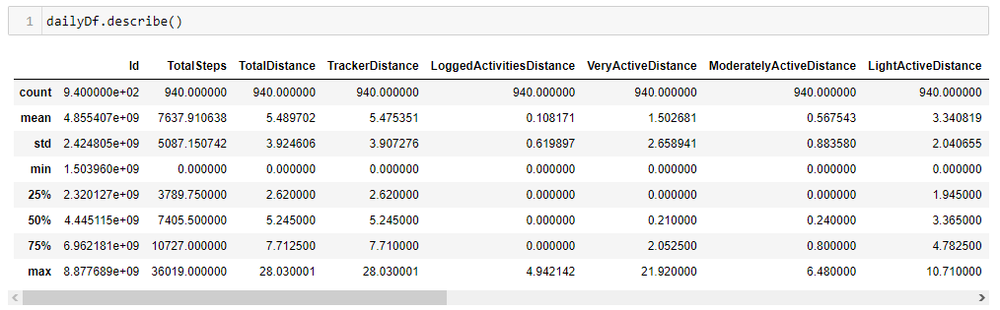 1 dailyDf.describe()
Id TotalSteps TotalDistance TrackerDistance LoggedActivitiesDistance VeryActiveDistance ModeratelyActiveDistance LightActiveDistance
count 9.400000e+02 940.000000 940.000000 940.000000 940.000000 940.000000 940.000000 940.000000
mean 4.855407e+09 7637.910638 5.489702 5.475351 0.108171 1.502681 0.567543 3.340819
std 2.424805e+09 5087.150742 3.924606 3.907276 0.619897 2.658941 0.883580 2.040655
min 1.503960e+09 0.000000 0.000000 0.000000 0.000000 0.000000 0.000000 0.000000
25% 2.320127e+09 3789.750000 2.620000 2.620000 0.000000 0.000000 0.000000 1.945000
50% 4.445115e+09 7405.500000 5.245000 5.245000 0.000000 0.210000 0.240000 3.365000
75% 6.962181e+09 10727.000000 7.712500 7.710000 0.000000 2.052500 0.800000 4.782500
max 8.877689e+09 36019.000000 28.030001 28.030001 4.942142 21.920000 6.480000 10.710000